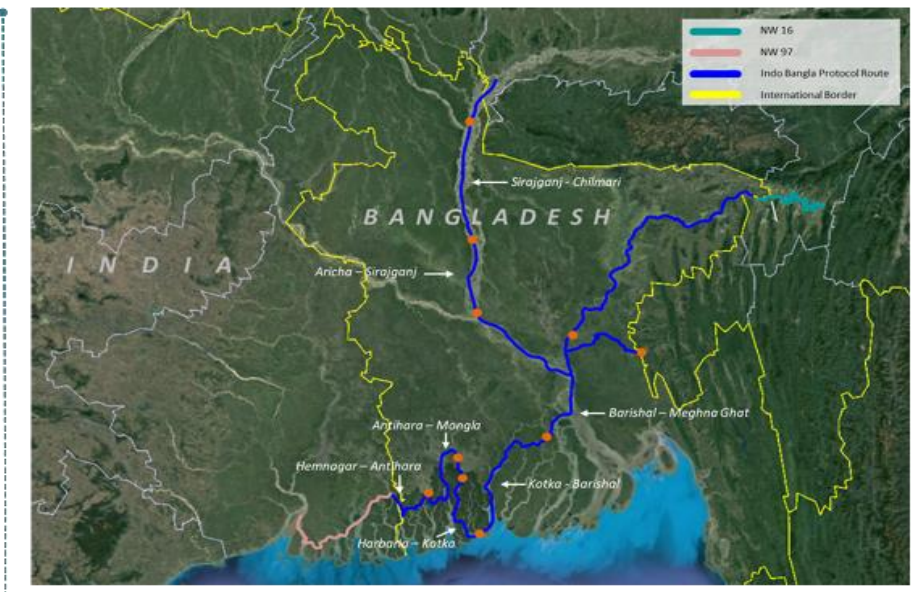 NW 16
NW 97
Indo Bangla Protocol Route
International Border
Sirajganj - Chilmari
BANGLADESH
INDIA
Aricha – Sirajganj
Barishal – Meghna Ghat
Antihara – Mongla
Hemnagar – Antihara
Kotka - Barishal
Harbaria – Kotka